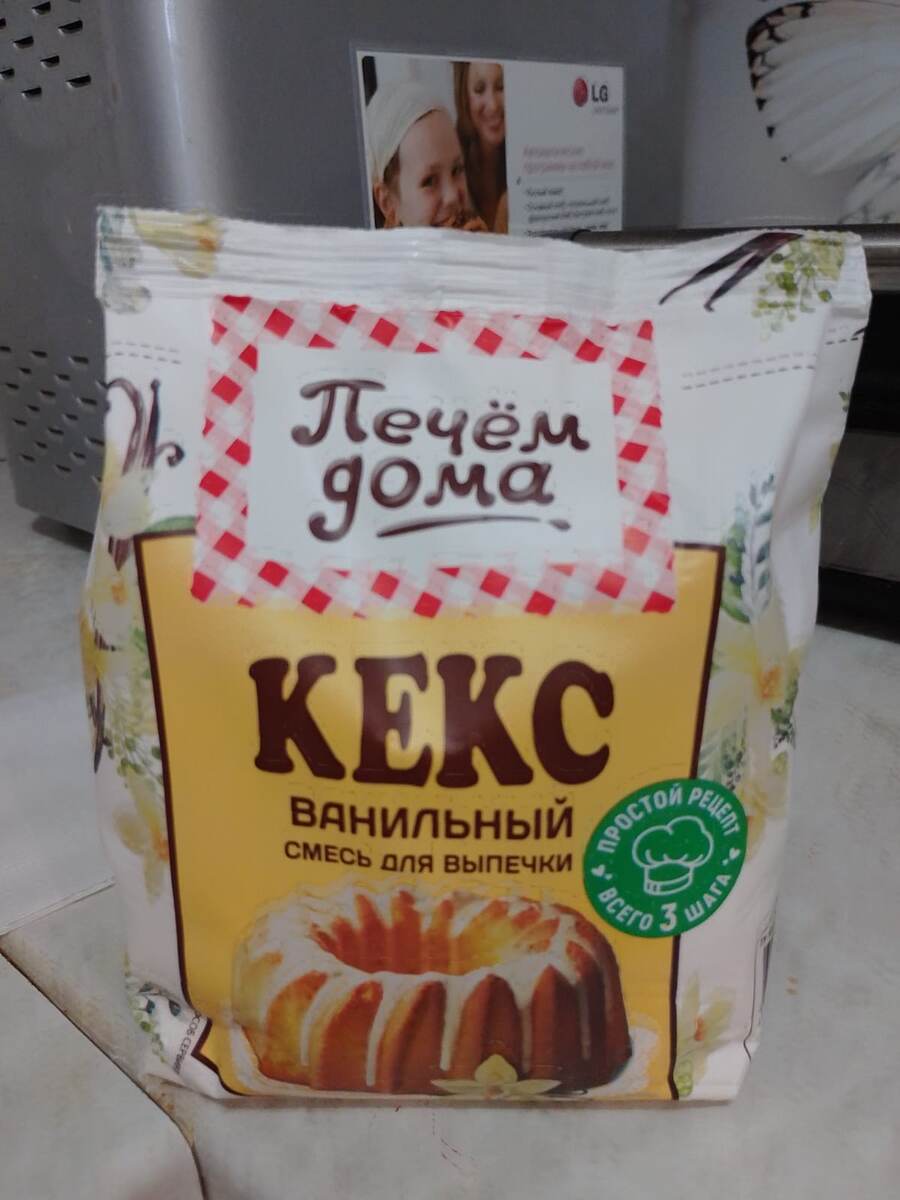 LG
Печём
дома
КЕКС
ВАНИЛЬНЫЙ
СМЕСЬ ДЛЯ ВЫПЕЧКИ
ПРОСТОЙ РЕЦЕПТ
ВСЕГО 3 ШАГА